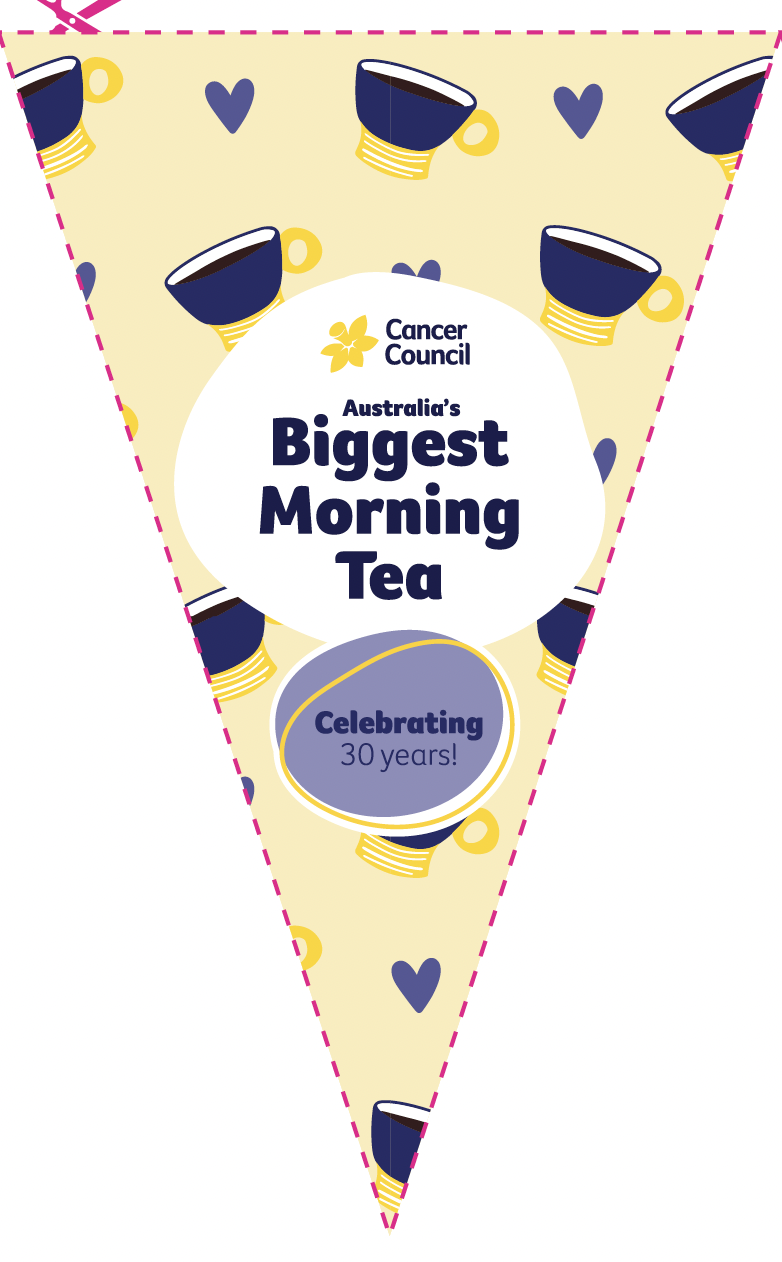 Cancer
Council
Australia's
Biggest
Morning
Tea
Celebrating
30 years!